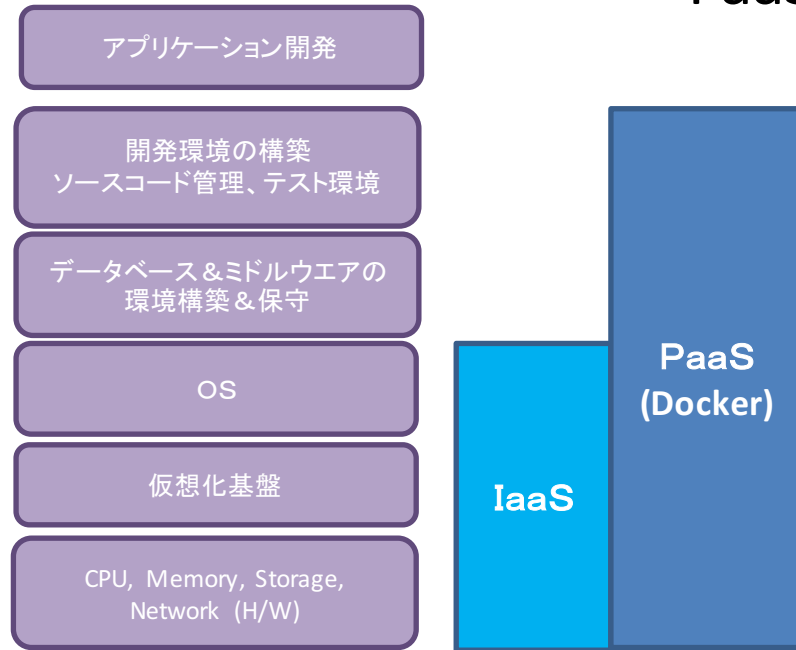 アプリケーション開発
開発環境の構築
ソースコード管理、テスト環境
データベース＆ミドルウエアの
環境構築＆保守
OS
仮想化基盤
CPU, Memory, Storage,
Network (H/W)
IaaS
PaaS
(Docker)